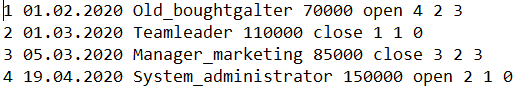 1 01.02.2020 Old_boughtgalter 70000 open 4 2 3
2 01.03.2020 Teamleader 110000 close 1 1 0
3 05.03.2020 Manager_marketing 85000 close 3 2 3
4 19.04.2020 System_administrator 150000 open 2 1 0